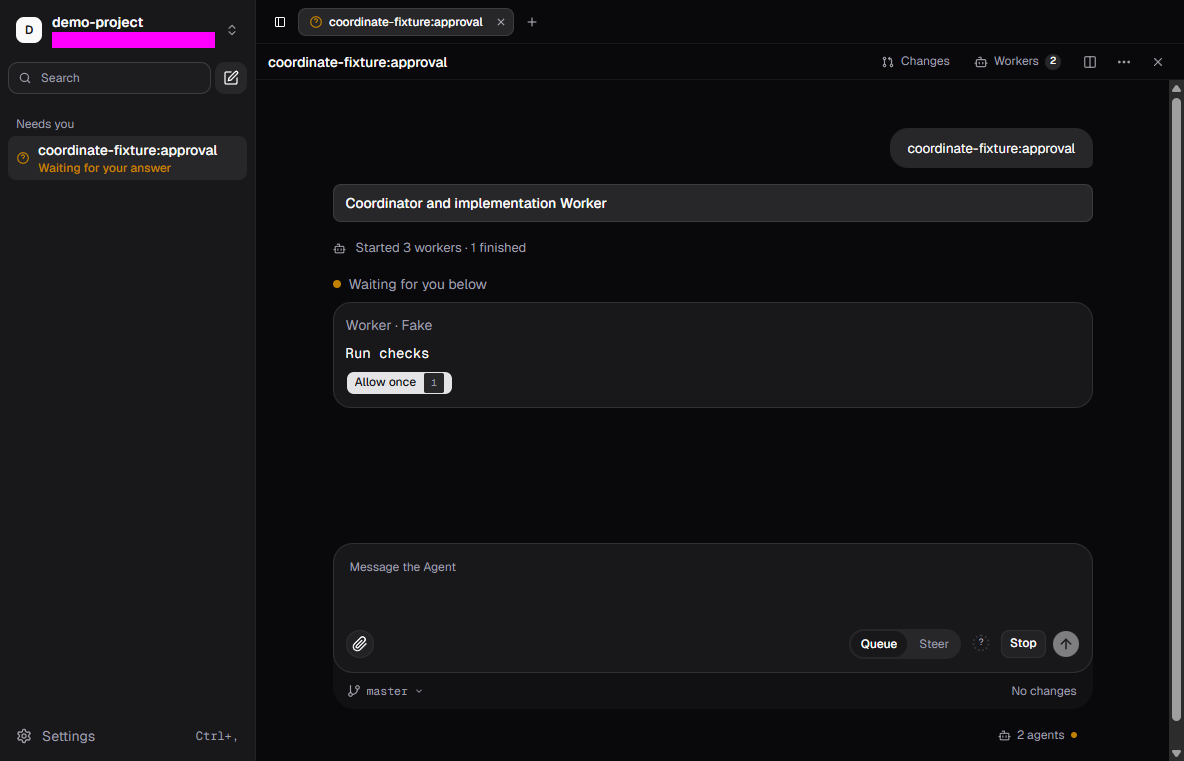 D
demo-project
Search
Needs you
coordinate-fixture:approval
Waiting for your answer
Settings
Ctrl+,
coordinate-fixture:approval
coordinate-fixture:approval
Changes
Workers 2
coordinate-fixture:approval
Coordinator and implementation Worker
Started 3 workers · 1 finished
Waiting for you below
Worker · Fake
Run checks
Allow once 1
Message the Agent
Queue
Steer
?
Stop
master
No changes
2 agents